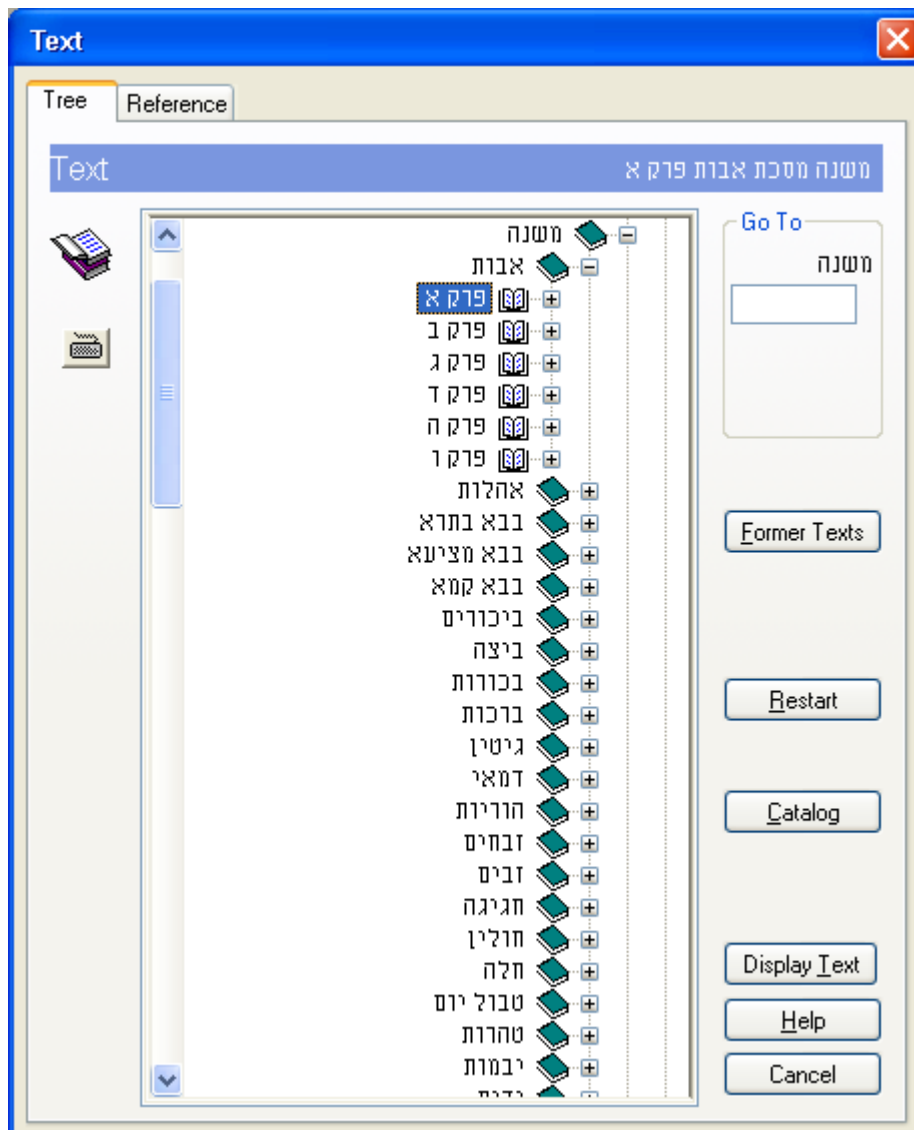 Text
Tree
Reference
Text
משנה מסכת אבות פרק א
משנה
אבות
פרק א
פרק ב
פרק ג
פרק ד
פרק ה
פרק ו
אהלות
בבא בתרא
בבא מציעא
בבא קמא
ביכורים
ביצה
בכורות
ברכות
גיטין
דמאי
הוריות
זבחים
זבים
חגיגה
חולין
חלה
טבול יום
טהרות
יבמות
Go To
משנה
Former Texts
Restart
Catalog
Display Text
Help
Cancel